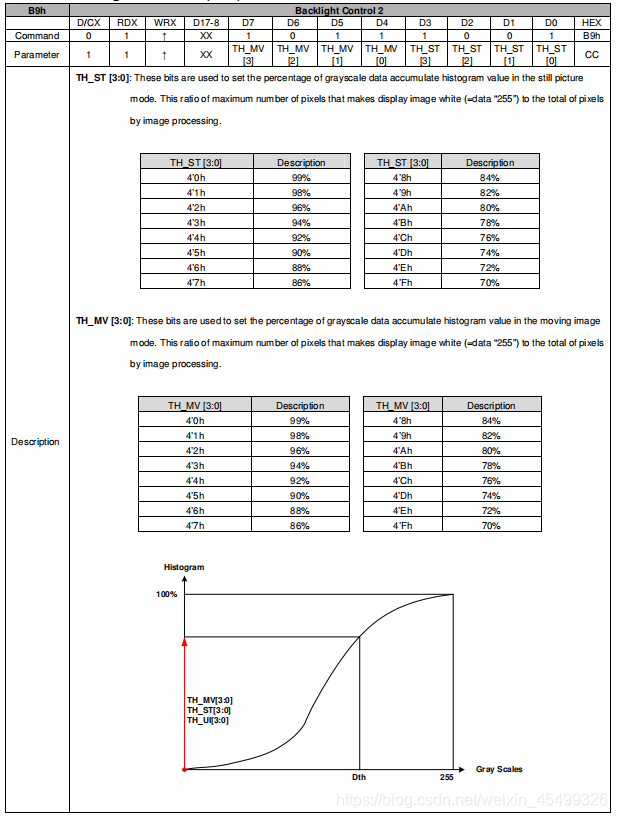 B9h Backlight Control 2
D/CX RDX WRX D17-8 D7 D6 D5 D4 D3 D2 D1 D0 HEX
Command 0 1 ↑ XX 1 0 1 1 1 0 0 1 B9h
Parameter 1 1 ↑ XX TH_MV [3] TH_MV [2] TH_MV [1] TH_MV [0] TH_ST [3] TH_ST [2] TH_ST [1] TH_ST [0] CC
Description
TH_ST [3:0]: These bits are used to set the percentage of grayscale data accumulate histogram value in the still picture
mode. This ratio of maximum number of pixels that makes display image white (=data “255”) to the total of pixels
by image processing.
TH_ST [3:0] Description TH_ST [3:0] Description
4'0h 99% 4'8h 84%
4'1h 98% 4'9h 82%
4'2h 96% 4'Ah 80%
4'3h 94% 4'Bh 78%
4'4h 92% 4'Ch 76%
4'5h 90% 4'Dh 74%
4'6h 88% 4'Eh 72%
4'7h 86% 4'Fh 70%
TH_MV [3:0]: These bits are used to set the percentage of grayscale data accumulate histogram value in the moving image
mode. This ratio of maximum number of pixels that makes display image white (=data “255”) to the total of pixels
by image processing.
TH_MV [3:0] Description TH_MV [3:0] Description
4'0h 99% 4'8h 84%
4'1h 98% 4'9h 82%
4'2h 96% 4'Ah 80%
4'3h 94% 4'Bh 78%
4'4h 92% 4'Ch 76%
4'5h 90% 4'Dh 74%
4'6h 88% 4'Eh 72%
4'7h 86% 4'Fh 70%
Histogram
100%
TH_MV[3:0]
TH_ST[3:0]
TH_UI[3:0]
Gray Scales
Dth 255
https://blog.csdn.net/weixin_45499326